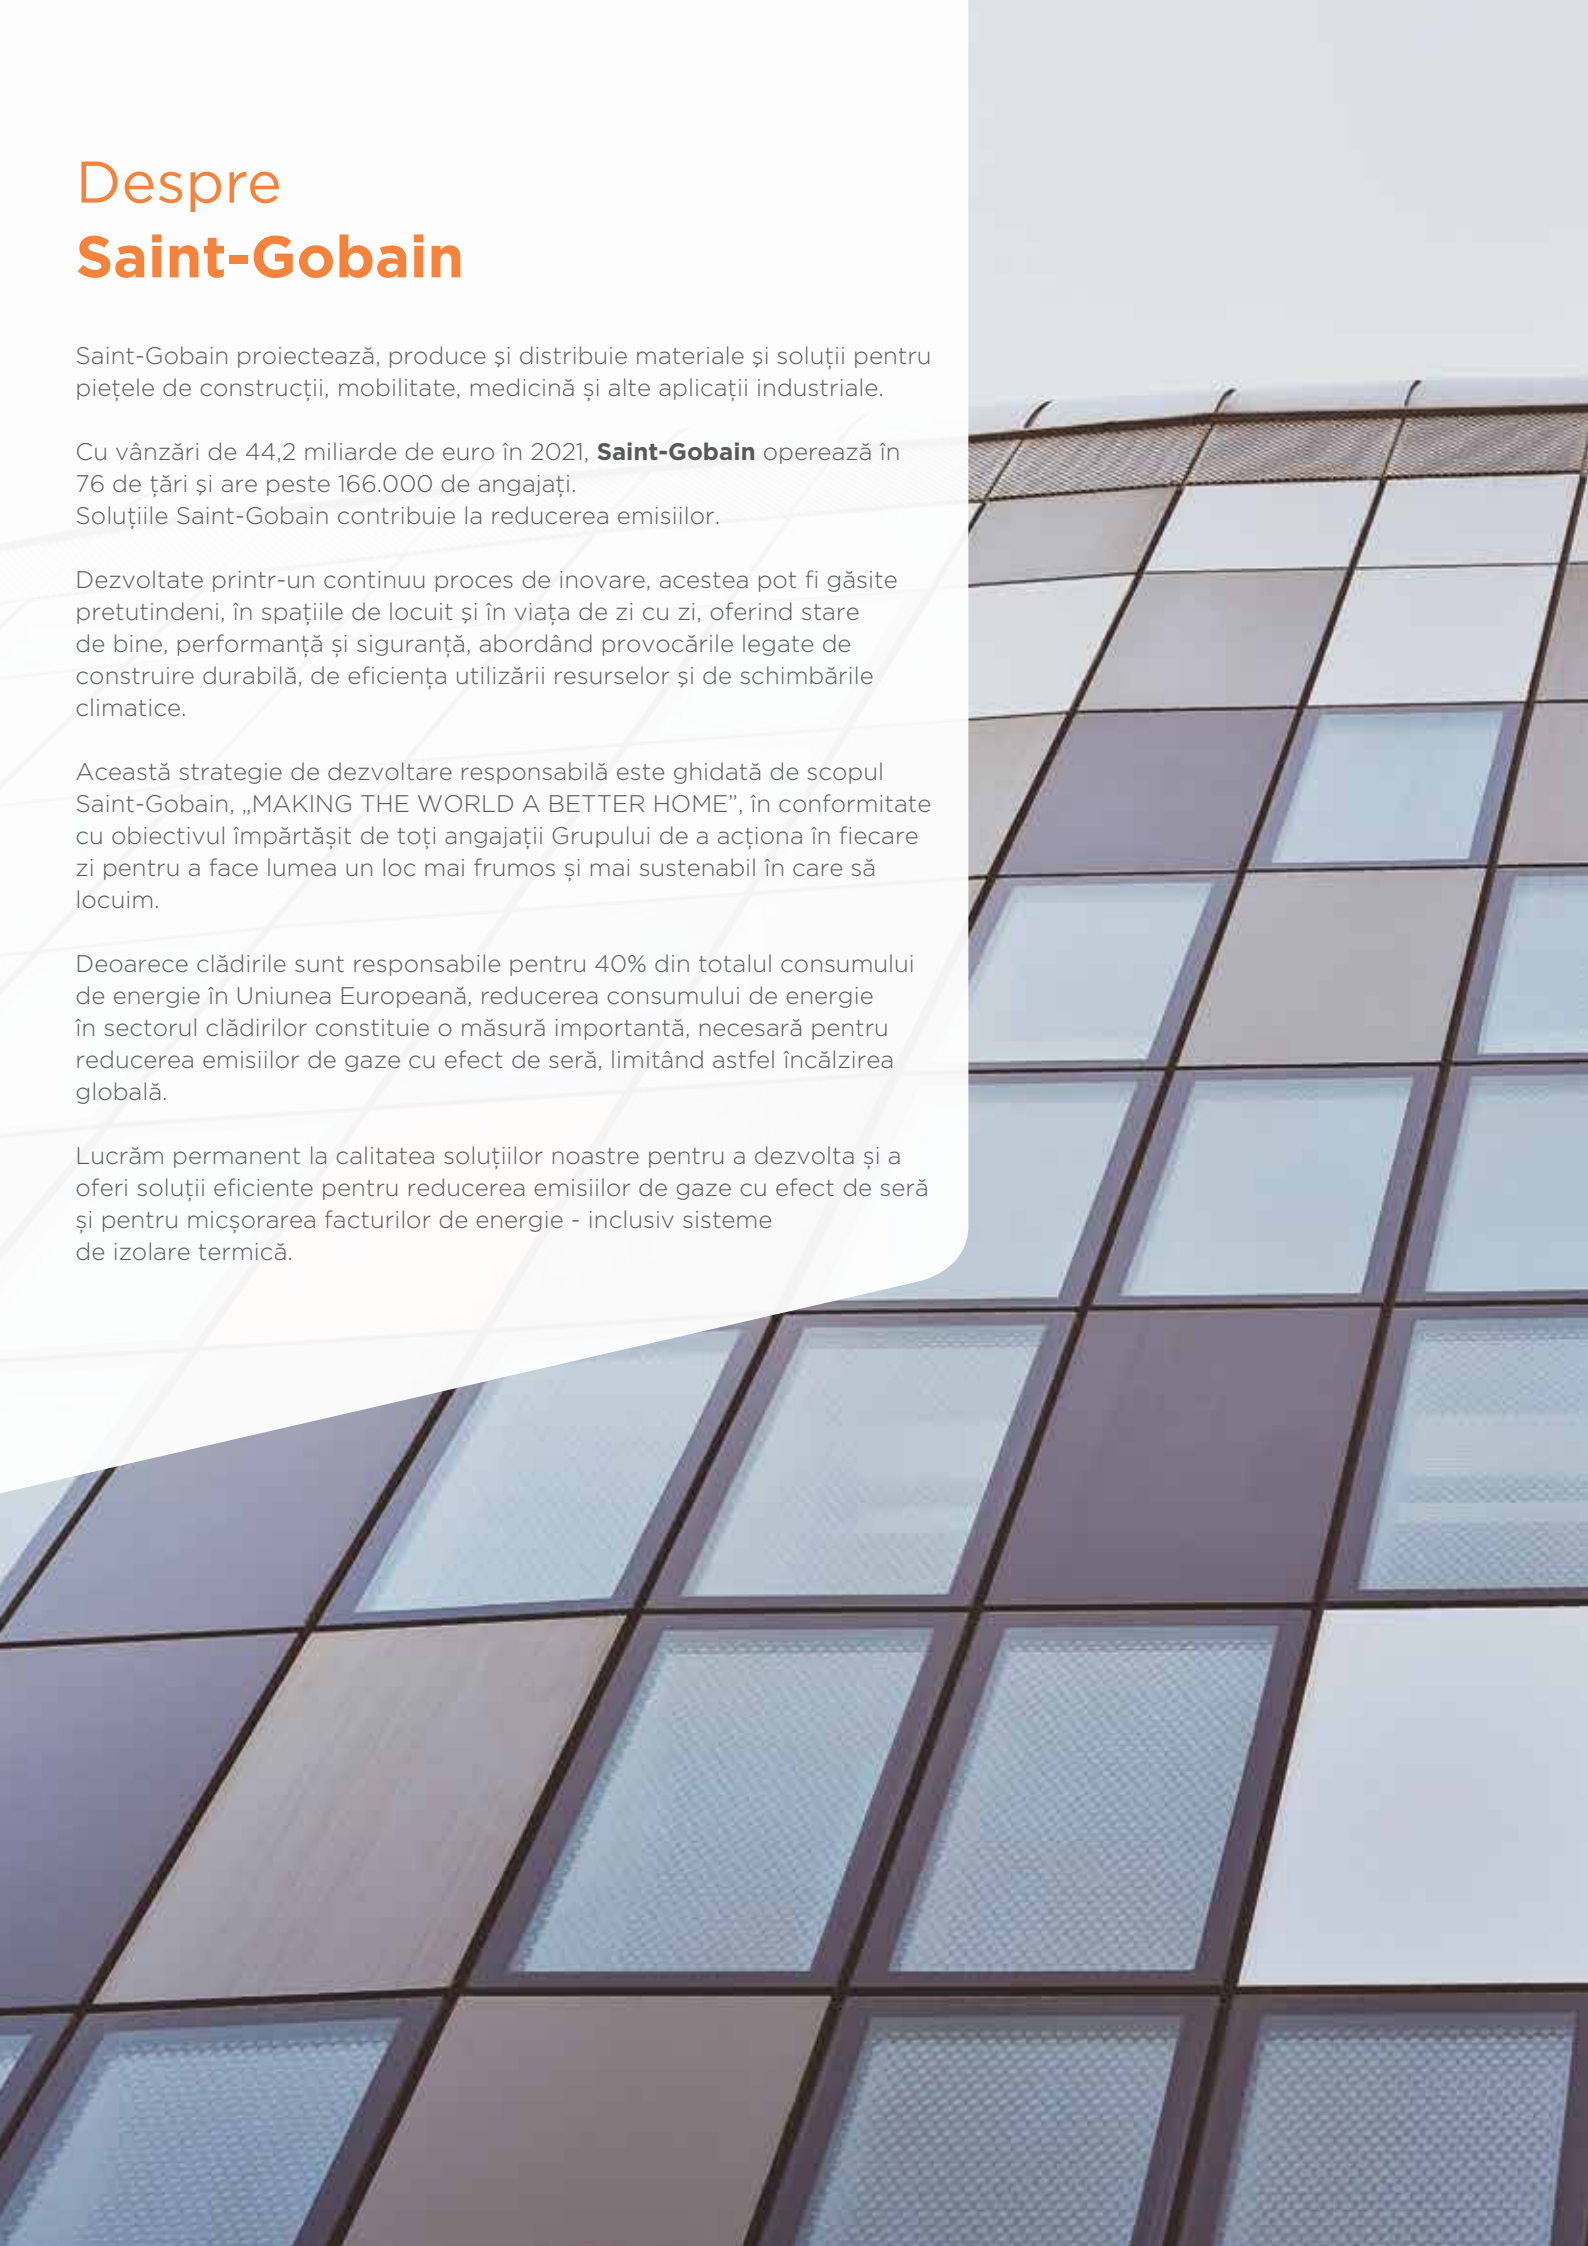 Despre
Saint-Gobain
Saint-Gobain proiectează, produce și distribuie materiale și soluții pentru
piețele de construcții, mobilitate, medicină și alte aplicații industriale.
Cu vânzări de 44,2 miliarde de euro în 2021, Saint-Gobain operează în
76 de țări și are peste 166.000 de angajați.
Soluțiile Saint-Gobain contribuie la reducerea emisiilor.
Dezvoltate printr-un continuu proces de inovare, acestea pot fi găsite
pretutindeni, în spațiile de locuit și în viața de zi cu zi, oferind stare
de bine, performanță și siguranță, abordând provocările legate de
construire durabilă, de eficiența utilizării resurselor și de schimbările
climatice.
Această strategie de dezvoltare responsabilă este ghidată de scopul
Saint-Gobain, „MAKING THE WORLD A BETTER HOME”, în conformitate
cu obiectivul împărtășit de toți angajații Grupului de a acționa în fiecare
zi pentru a face lumea un loc mai frumos și mai sustenabil în care să
locuim.
Deoarece clădirile sunt responsabile pentru 40% din totalul consumului
de energie în Uniunea Europeană, reducerea consumului de energie
în sectorul clădirilor constituie o măsură importantă, necesară pentru
reducerea emisiilor de gaze cu efect de seră, limitând astfel încălzirea
globală.
Lucrăm permanent la calitatea soluțiilor noastre pentru a dezvolta și a
oferi soluții eficiente pentru reducerea emisiilor de gaze cu efect de seră
și pentru micșorarea facturilor de energie - inclusiv sisteme
de izolare termică.